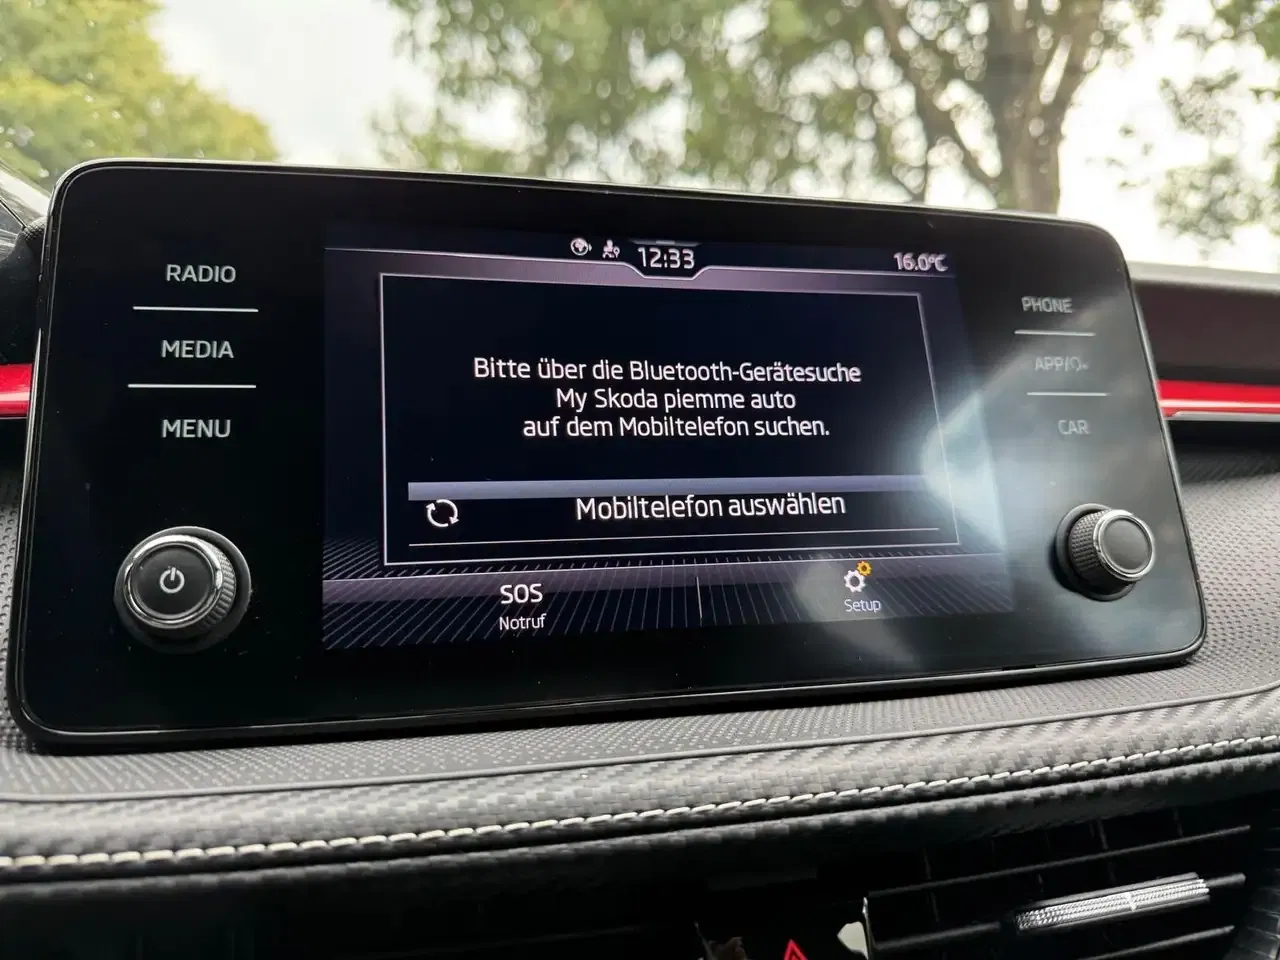 12:33
16.0°C
RADIO
MEDIA
MENU
Bitte über die Bluetooth-Gerätesuche
My Skoda piemme auto
auf dem Mobiltelefon suchen.
Mobiltelefon auswählen
SOS
Notruf
Setup
PHONE
APP/
CAR